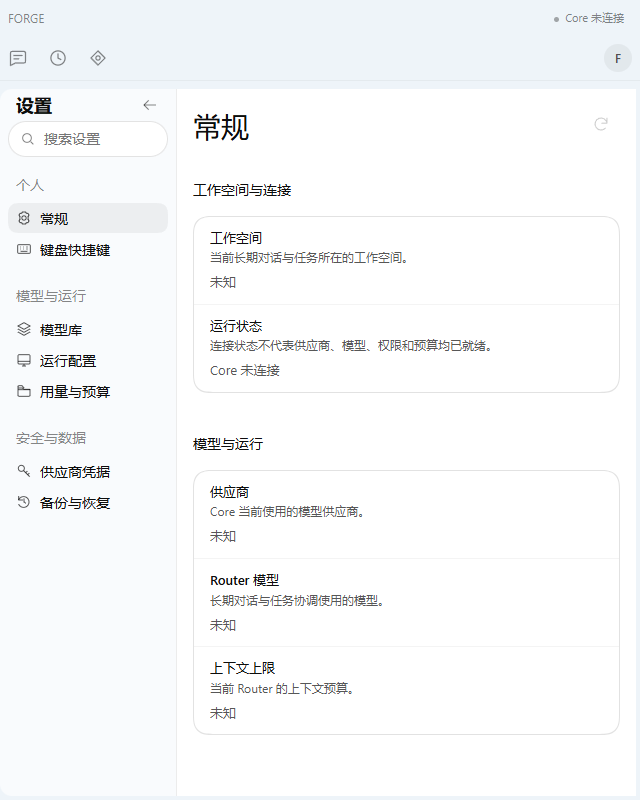 FORGE
Core 未连接
F
设置
搜索设置
个人
常规
键盘快捷键
模型与运行
模型库
运行配置
用量与预算
安全与数据
供应商凭据
备份与恢复
常规
工作空间与连接
工作空间
当前长期对话与任务所在的工作空间。
未知
运行状态
连接状态不代表供应商、模型、权限和预算均已就绪。
Core 未连接
模型与运行
供应商
Core 当前使用的模型供应商。
未知
Router 模型
长期对话与任务协调使用的模型。
未知
上下文上限
当前 Router 的上下文预算。
未知